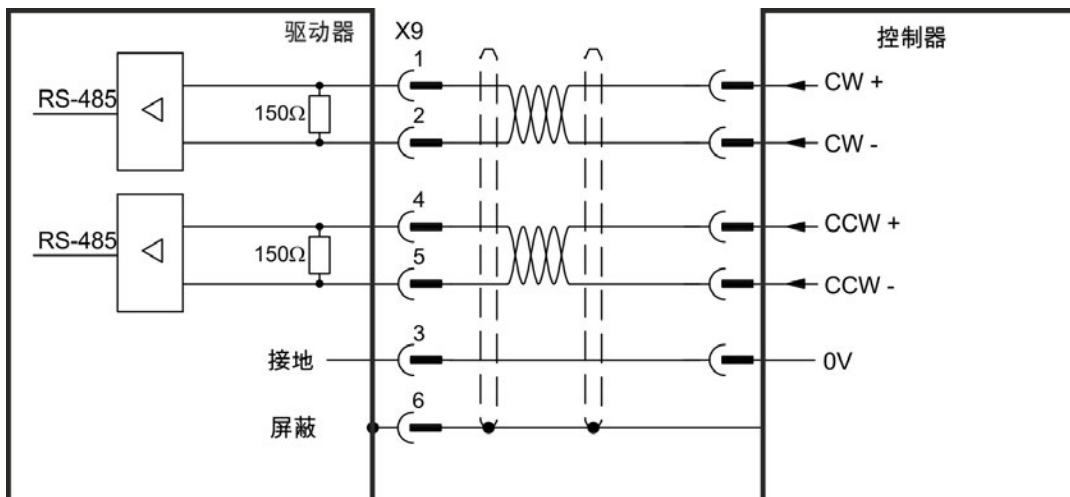 驱动器
X9
控制器
1
CW +
RS-485
150Ω
2
CW -
4
CCW +
RS-485
150Ω
5
CCW -
3
接地
0V
6
屏蔽